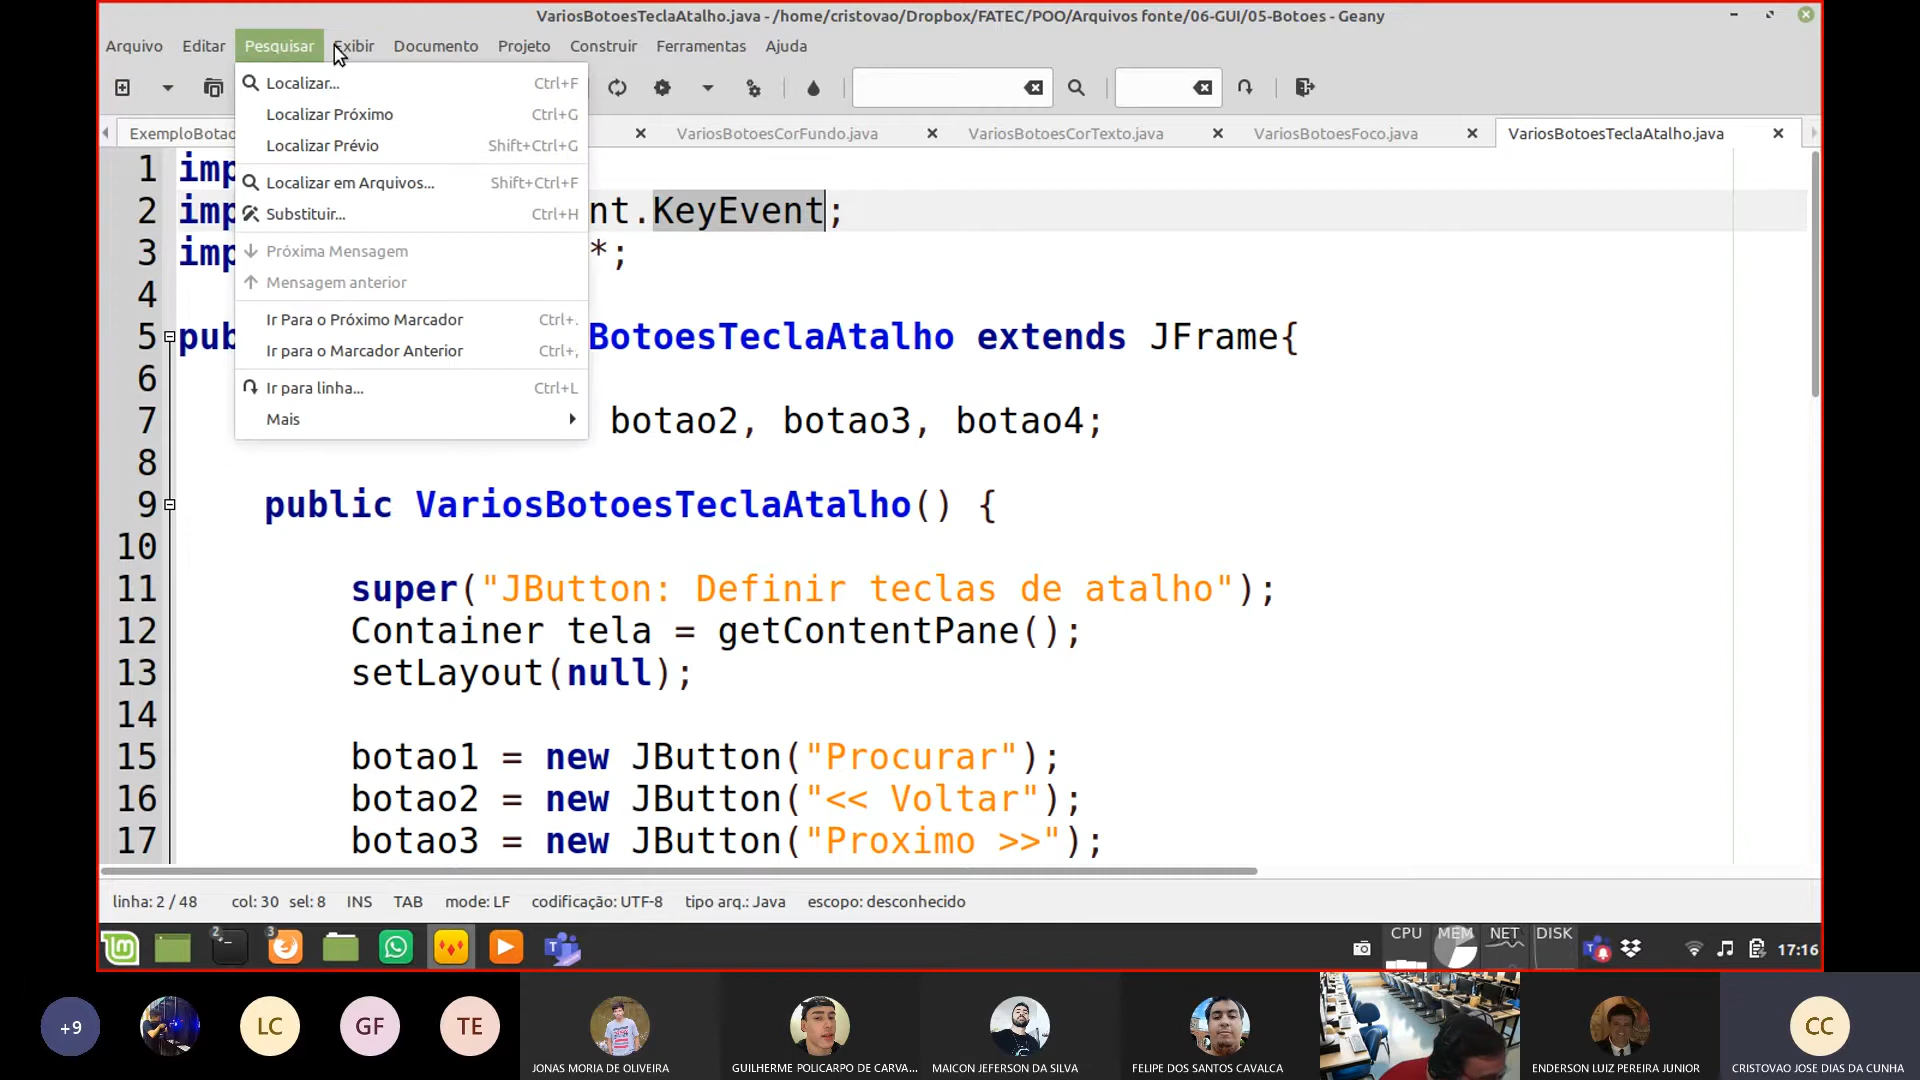 VariosBotoesTeclaAtalho.java - /home/cristovao/Dropbox/FATEC/POO/Arquivos fonte/06-GUI/05-Botoes - Geany
Arquivo Editar Pesquisar Exibir Documento Projeto Construir Ferramentas Ajuda
Localizar... Ctrl+F
Localizar Próximo Ctrl+G
Localizar Prévio Shift+Ctrl+G
Localizar em Arquivos... Shift+Ctrl+F
Substituir... Ctrl+H
Próxima Mensagem
Mensagem anterior
Ir Para o Próximo Marcador Ctrl+.
Ir para o Marcador Anterior Ctrl+,
Ir para linha... Ctrl+L
Mais
ExemploBotao VariosBotoesCorFundo.java VariosBotoesCorTexto.java VariosBotoesFoco.java VariosBotoesTeclaAtalho.java
1 imp
2 imp nt.KeyEvent;
3 imp *;
4
5 pub BotoesTeclaAtalho extends JFrame{
6
7 botao2, botao3, botao4;
8
9 public VariosBotoesTeclaAtalho() {
10
11 super("JButton: Definir teclas de atalho");
12 Container tela = getContentPane();
13 setLayout(null);
14
15 botao1 = new JButton("Procurar");
16 botao2 = new JButton("<< Voltar");
17 botao3 = new JButton("Proximo >>");
linha: 2 / 48 col: 30 sel: 8 INS TAB mode: LF codificação: UTF-8 tipo arq.: Java escopo: desconhecido
2 3 CPU MEM NET DISK 17:16
+9 LC GF TE CC
JONAS MORIA DE OLIVEIRA GUILHERME POLICARPO DE CARVA... MAICON JEFERSON DA SILVA FELIPE DOS SANTOS CAVALCA ENDERSON LUIZ PEREIRA JUNIOR CRISTOVAO JOSE DIAS DA CUNHA